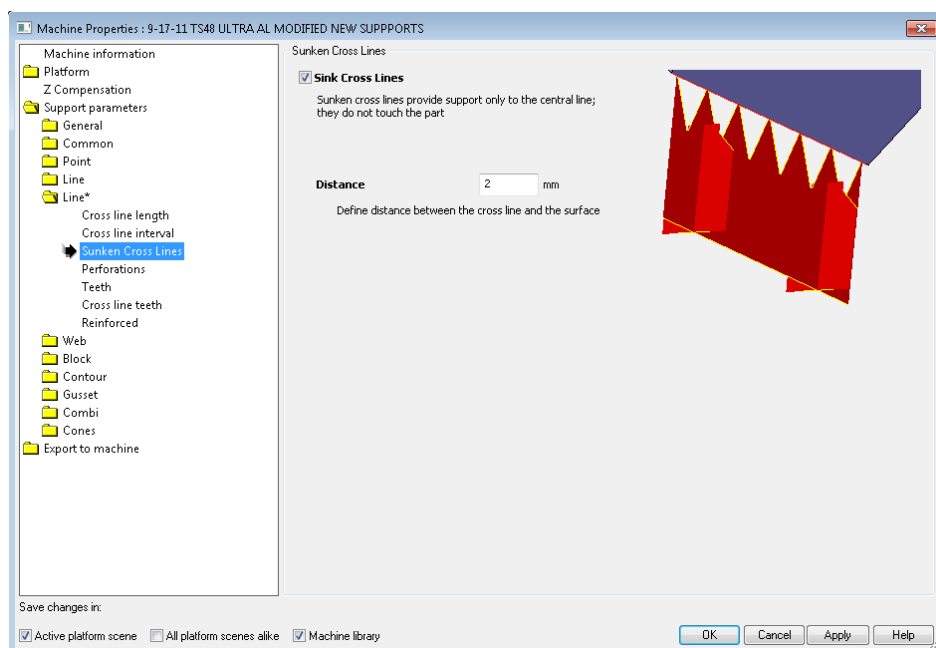 Machine Properties : 9-17-11 TS48 ULTRA AL MODIFIED NEW SUPPPORTS
Machine information
Platform
Z Compensation
Support parameters
General
Common
Point
Line
Line*
Cross line length
Cross line interval
Sunken Cross Lines
Perforations
Teeth
Cross line teeth
Reinforced
Web
Block
Contour
Gusset
Combi
Cones
Export to machine
Sunken Cross Lines
Sink Cross Lines
Sunken cross lines provide support only to the central line;
they do not touch the part
Distance 2 mm
Define distance between the cross line and the surface
Save changes in:
Active platform scene All platform scenes alike Machine library
OK Cancel Apply Help